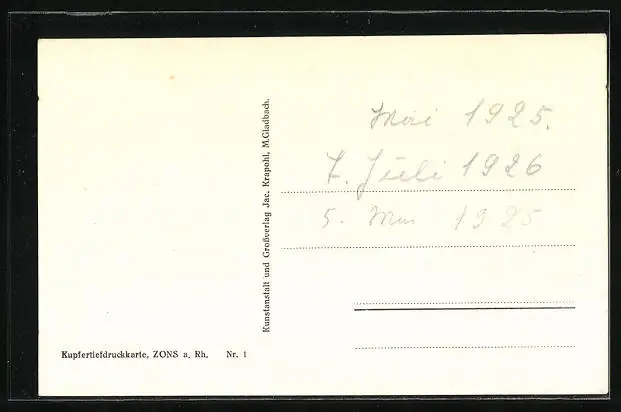 Mai 1925.
7. Juli 1926
5. Mai 1925
Kunstanstalt und Großverlag Jac. Krapohl, M.Gladbach.
Kupfertiefdruckkarte, ZONS a. Rh. Nr. 1